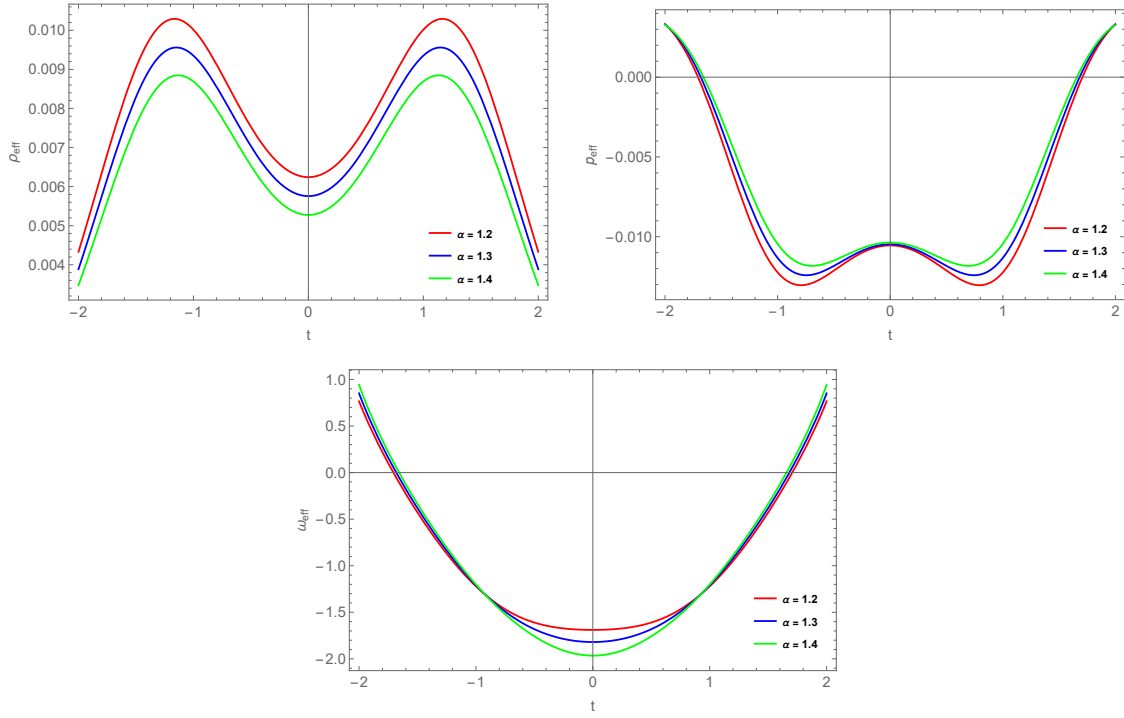 0.010
0.009
0.008
0.007
0.006
0.005
0.004
ρeff
−2
−1
0
1
2
t
α = 1.2
α = 1.3
α = 1.4
0.000
−0.005
−0.010
peff
−2
−1
0
1
2
t
α = 1.2
α = 1.3
α = 1.4
1.0
0.5
0.0
−0.5
−1.0
−1.5
−2.0
ωeff
−2
−1
0
1
2
t
α = 1.2
α = 1.3
α = 1.4